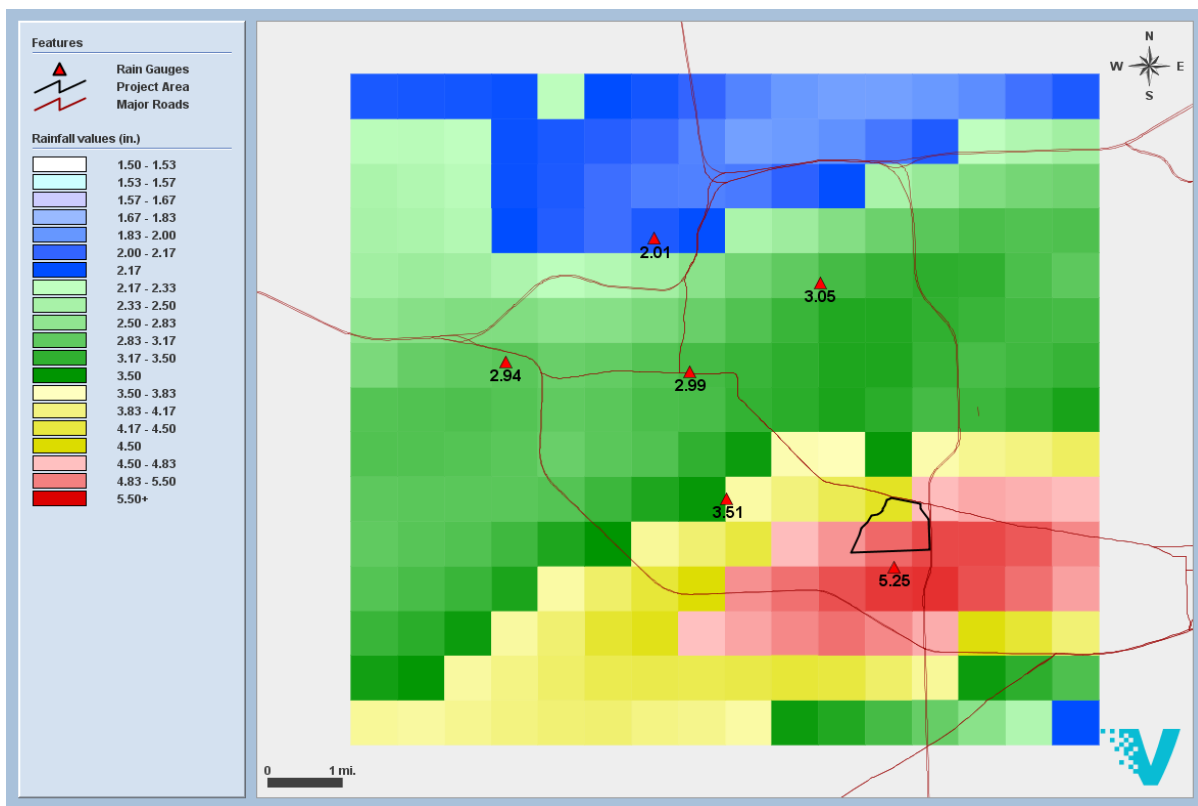 Features
Rain Gauges
Project Area
Major Roads
Rainfall values (in.)
1.50 - 1.53
1.53 - 1.57
1.57 - 1.67
1.67 - 1.83
1.83 - 2.00
2.00 - 2.17
2.17
2.17 - 2.33
2.33 - 2.50
2.50 - 2.83
2.83 - 3.17
3.17 - 3.50
3.50
3.50 - 3.83
3.83 - 4.17
4.17 - 4.50
4.50
4.50 - 4.83
4.83 - 5.50
5.50+
N
W E
S
2.01
3.05
2.94
2.99
3.51
5.25
0 1 mi.
V